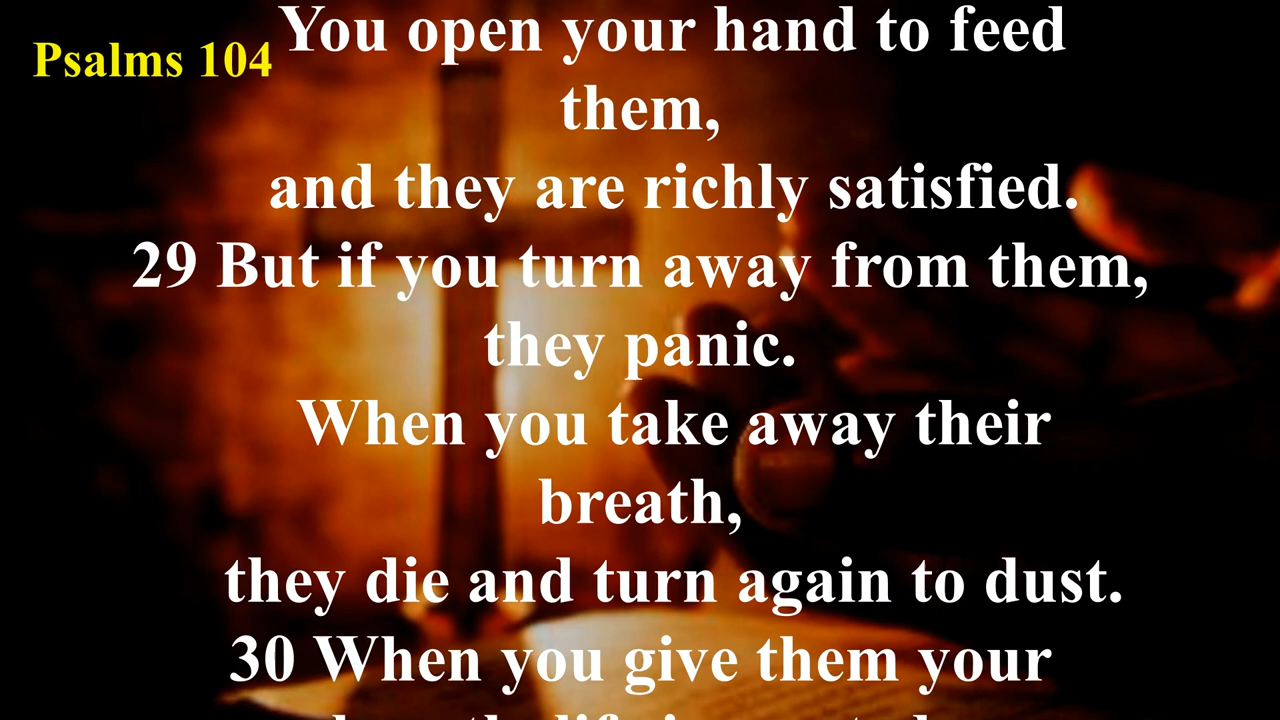 Psalms 104
You open your hand to feed
them,
and they are richly satisfied.
29 But if you turn away from them,
they panic.
When you take away their
breath,
they die and turn again to dust.
30 When you give them your